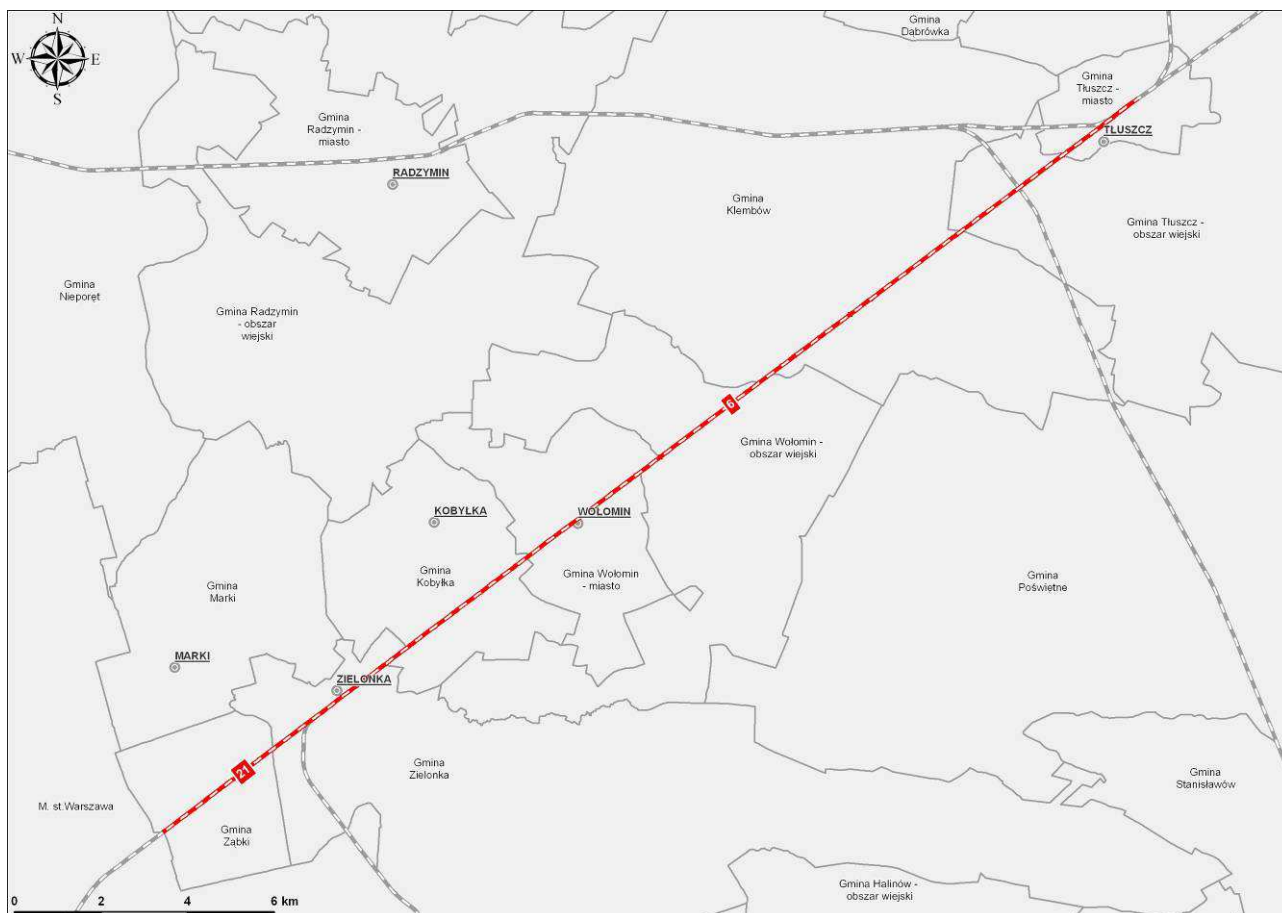 N
W
E
S
Gmina
Dąbrówka
Gmina
Tłuszcz -
miasto
TŁUSZCZ
Gmina
Radzymin -
miasto
RADZYMIN
Gmina
Klembów
Gmina Tłuszcz -
obszar wiejski
Gmina
Nieporęt
Gmina Radzymin
- obszar
wiejski
6
Gmina Wołomin -
obszar wiejski
KOBYŁKA
WOŁOMIN
Gmina
Kobyłka
Gmina Wołomin
- miasto
Gmina
Poświętne
Gmina
Marki
MARKI
ZIELONKA
21
Gmina
Zielonka
Gmina
Stanisławów
M. st.Warszawa
Gmina
Ząbki
Gmina Halinów -
obszar wiejski
0 2 4 6 km